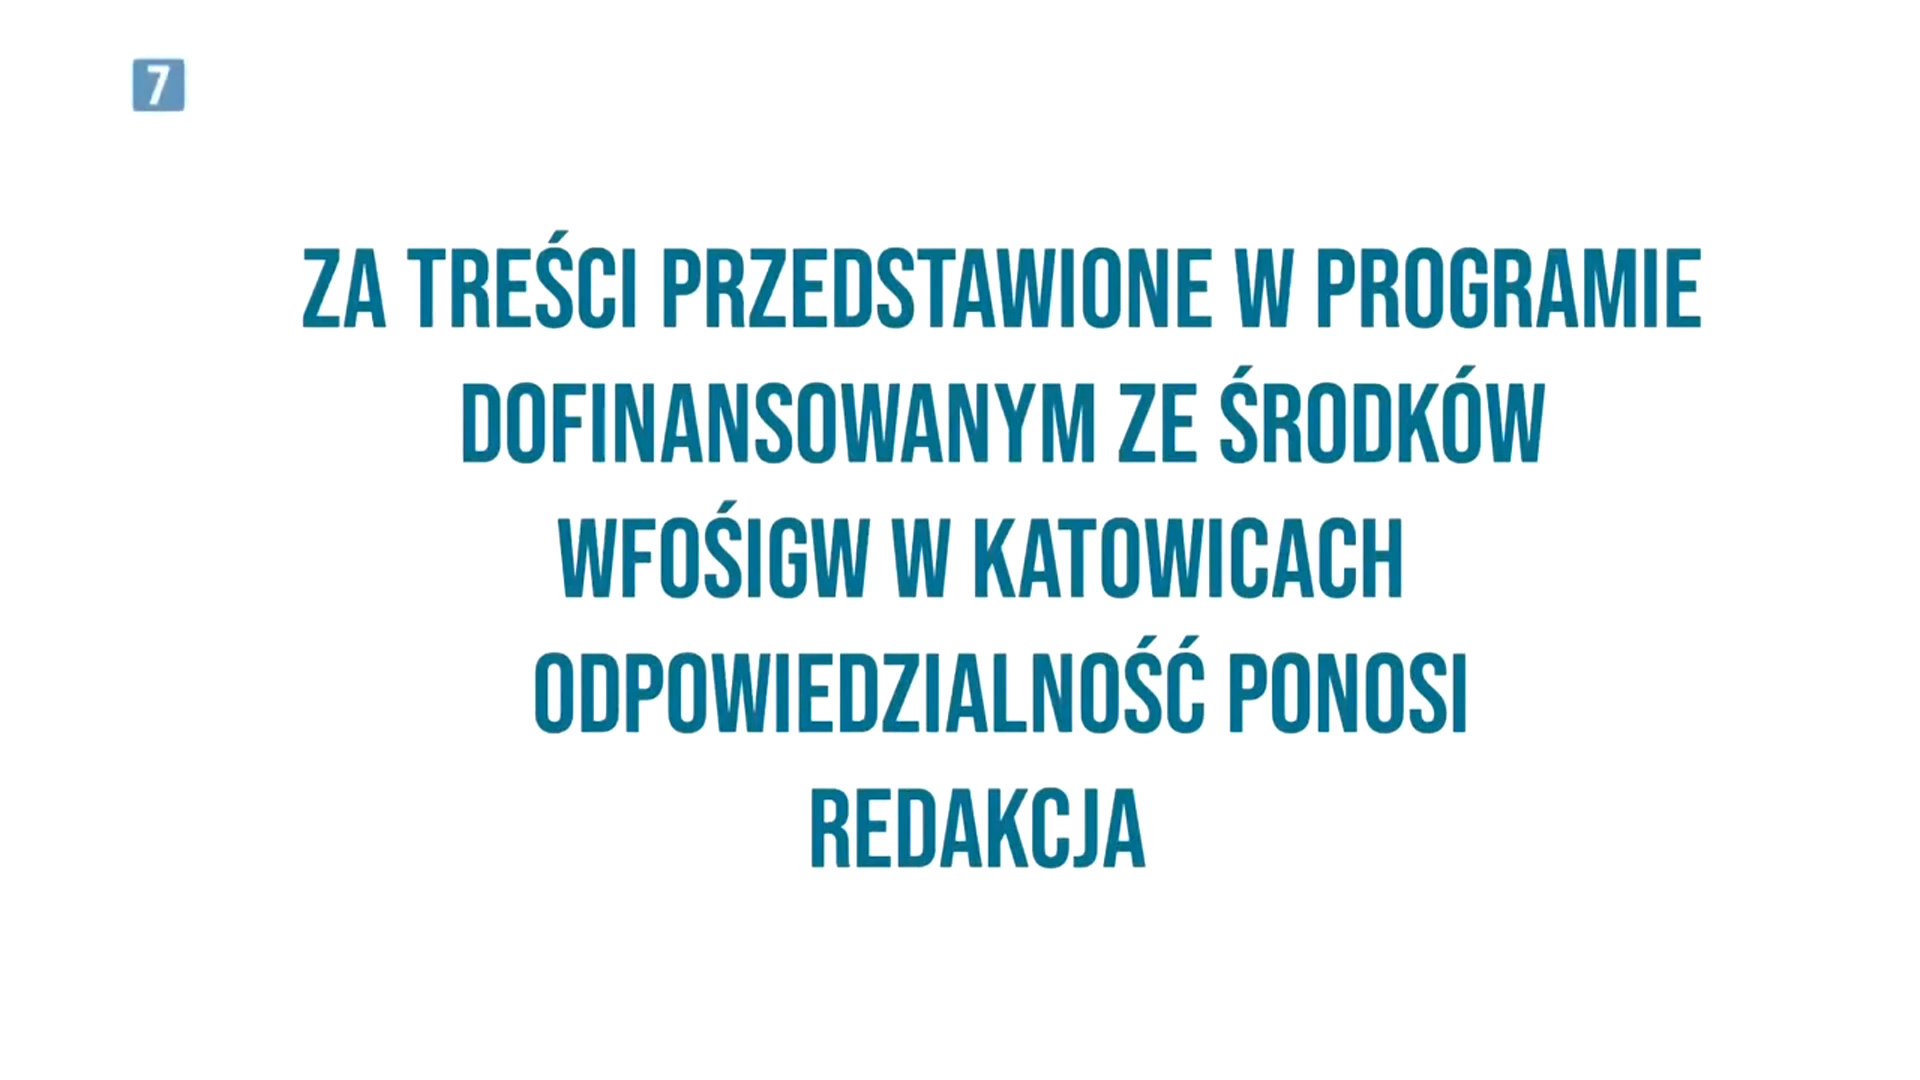 7
ZA TREŚCI PRZEDSTAWIONE W PROGRAMIE
DOFINANSOWANYM ZE ŚRODKÓW
WFOŚIGW W KATOWICACH
ODPOWIEDZIALNOŚĆ PONOSI
REDAKCJA